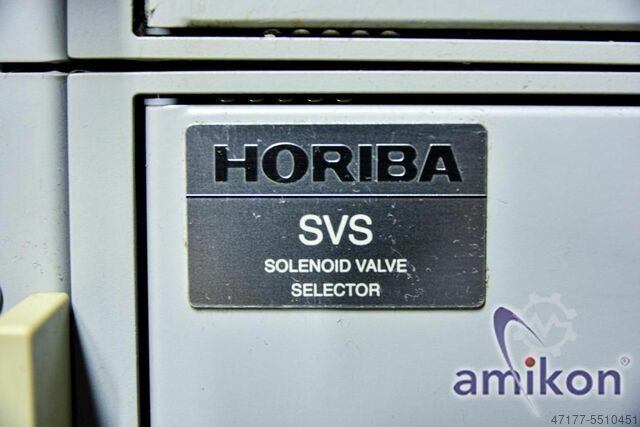 HORIBA
SVS
SOLENOID VALVE
SELECTOR
amikon®
47177-5510451